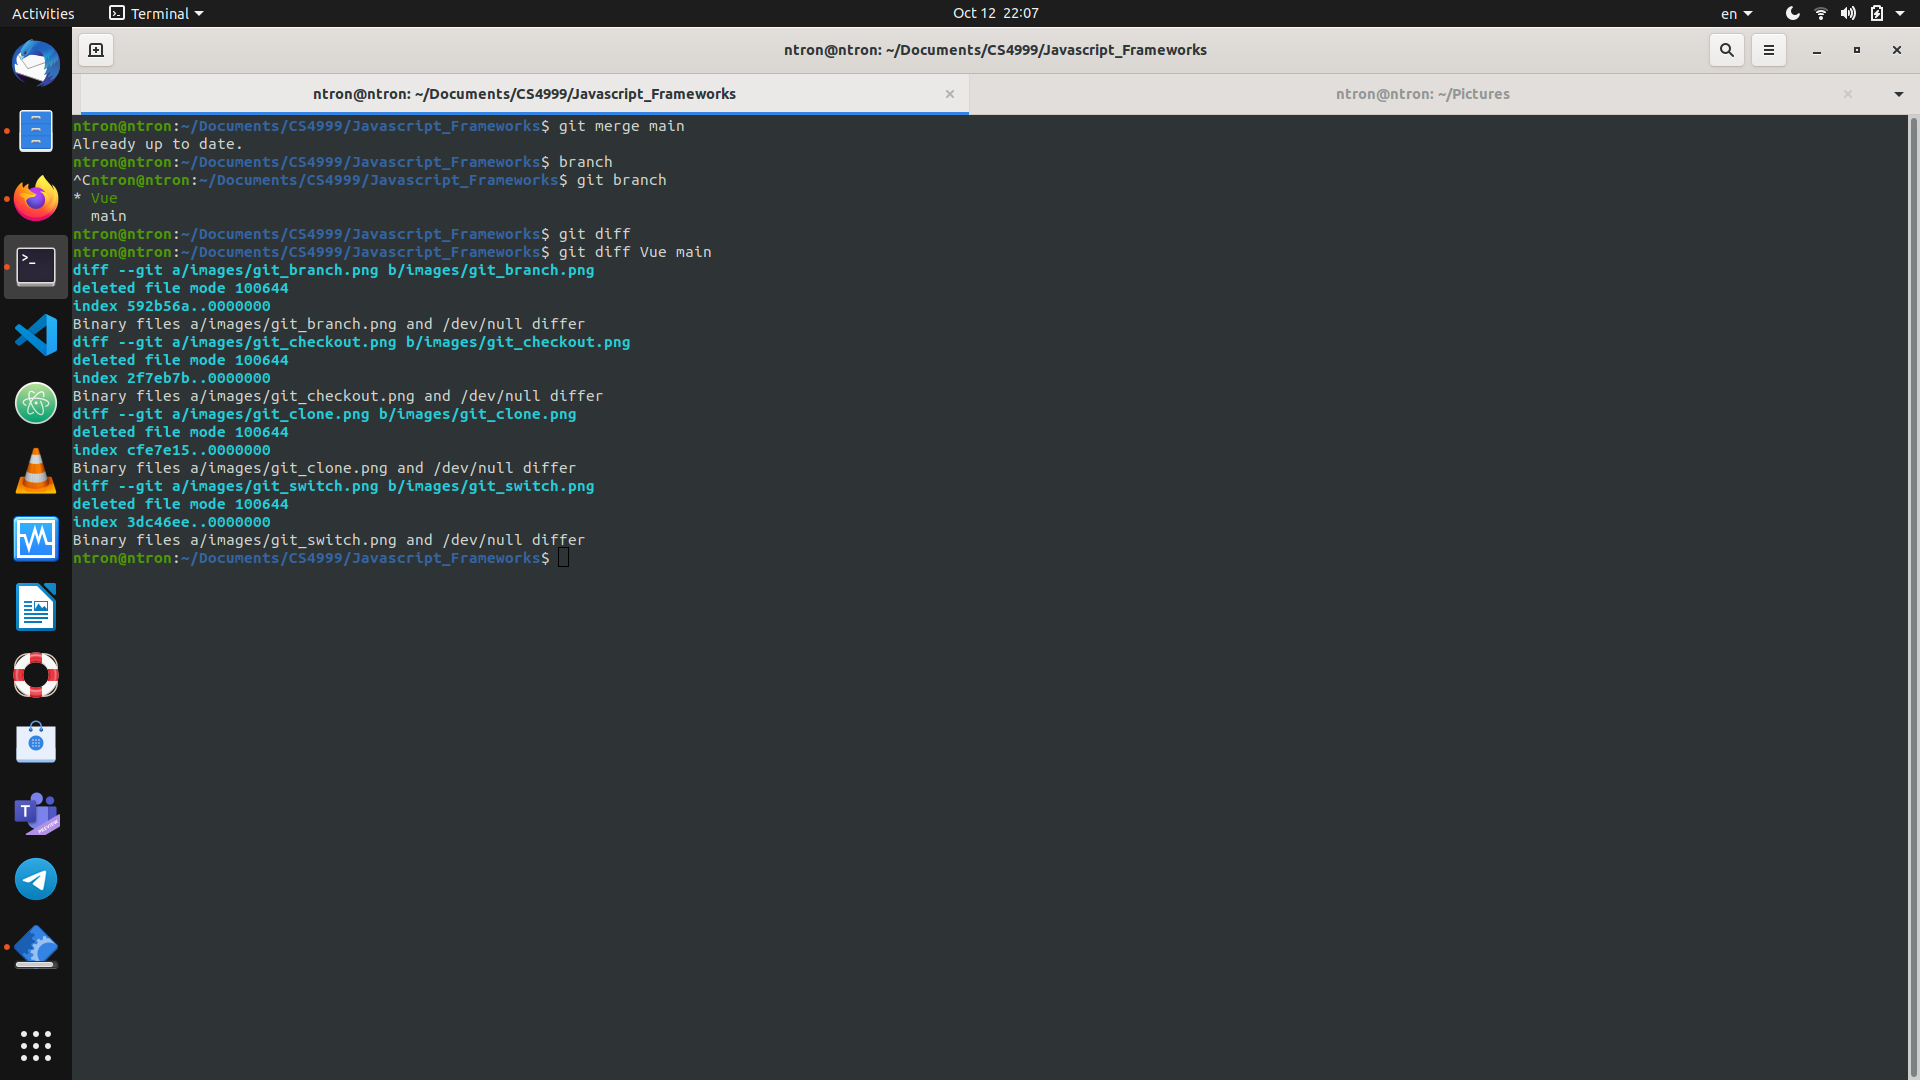 Activities
Terminal
Oct 12 22:07
en
ntron@ntron: ~/Documents/CS4999/Javascript_Frameworks
ntron@ntron: ~/Documents/CS4999/Javascript_Frameworks
ntron@ntron: ~/Pictures
ntron@ntron:~/Documents/CS4999/Javascript_Frameworks$ git merge main
Already up to date.
ntron@ntron:~/Documents/CS4999/Javascript_Frameworks$ branch
^Cntron@ntron:~/Documents/CS4999/Javascript_Frameworks$ git branch
* Vue
main
ntron@ntron:~/Documents/CS4999/Javascript_Frameworks$ git diff
ntron@ntron:~/Documents/CS4999/Javascript_Frameworks$ git diff Vue main
diff --git a/images/git_branch.png b/images/git_branch.png
deleted file mode 100644
index 592b56a..0000000
Binary files a/images/git_branch.png and /dev/null differ
diff --git a/images/git_checkout.png b/images/git_checkout.png
deleted file mode 100644
index 2f7eb7b..0000000
Binary files a/images/git_checkout.png and /dev/null differ
diff --git a/images/git_clone.png b/images/git_clone.png
deleted file mode 100644
index cfe7e15..0000000
Binary files a/images/git_clone.png and /dev/null differ
diff --git a/images/git_switch.png b/images/git_switch.png
deleted file mode 100644
index 3dc46ee..0000000
Binary files a/images/git_switch.png and /dev/null differ
ntron@ntron:~/Documents/CS4999/Javascript_Frameworks$
T
PREVIEW